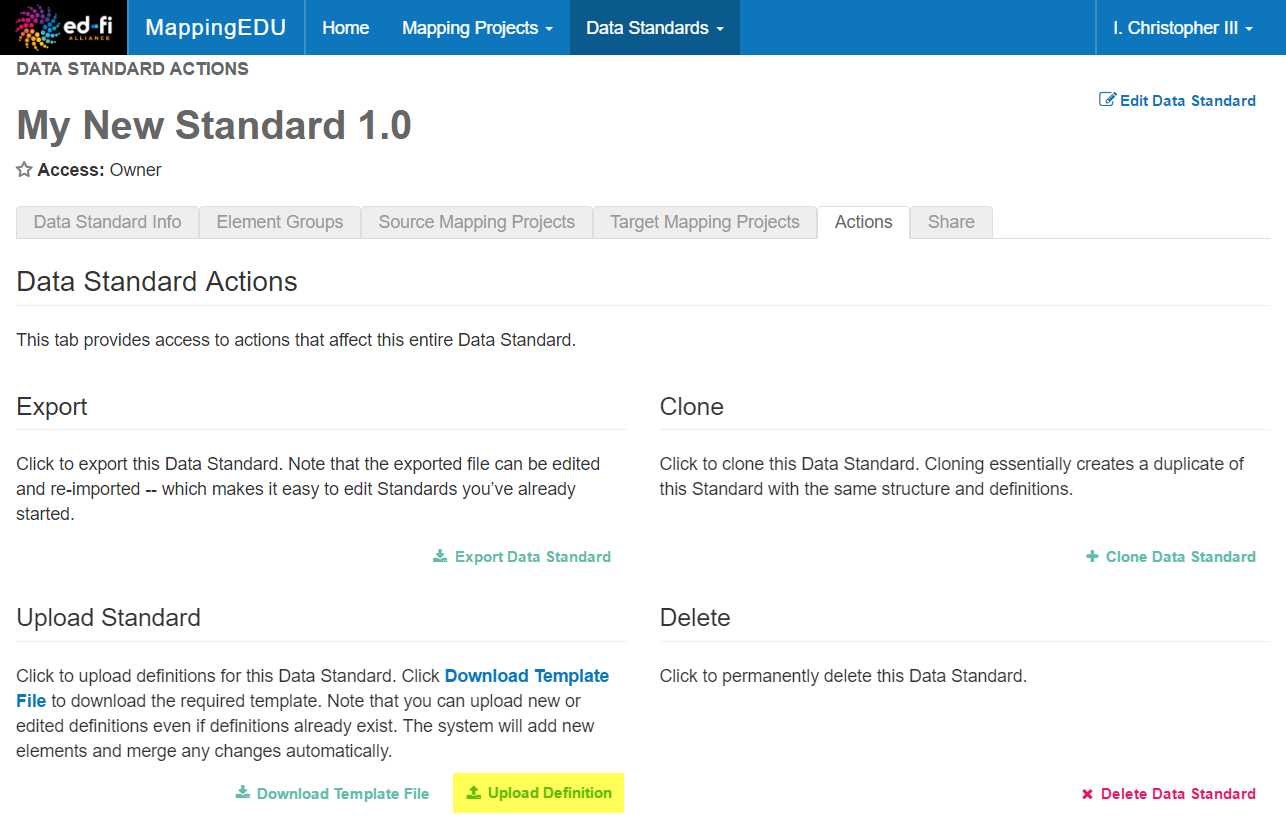 ed-fi
ALLIANCE
MappingEDU
Home
Mapping Projects
Data Standards
I. Christopher III
DATA STANDARD ACTIONS
Edit Data Standard
My New Standard 1.0
Access: Owner
Data Standard Info
Element Groups
Source Mapping Projects
Target Mapping Projects
Actions
Share
Data Standard Actions
This tab provides access to actions that affect this entire Data Standard.
Export
Click to export this Data Standard. Note that the exported file can be edited
and re-imported -- which makes it easy to edit Standards you’ve already
started.
Export Data Standard
Clone
Click to clone this Data Standard. Cloning essentially creates a duplicate of
this Standard with the same structure and definitions.
Clone Data Standard
Upload Standard
Click to upload definitions for this Data Standard. Click Download Template
File to download the required template. Note that you can upload new or
edited definitions even if definitions already exist. The system will add new
elements and merge any changes automatically.
Download Template File
Upload Definition
Delete
Click to permanently delete this Data Standard.
Delete Data Standard